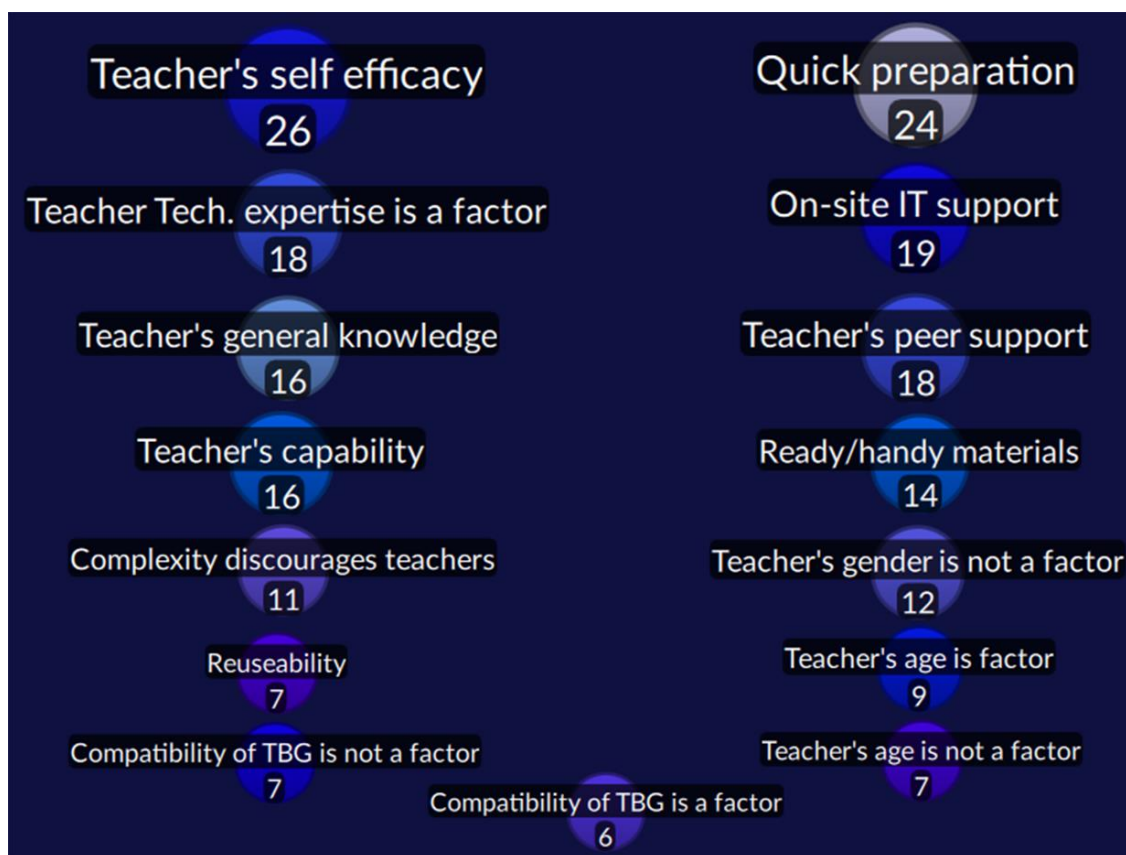 Teacher's self efficacy
26
Quick preparation
24
Teacher Tech. expertise is a factor
18
On-site IT support
19
Teacher's general knowledge
16
Teacher's peer support
18
Teacher's capability
16
Ready/handy materials
14
Complexity discourages teachers
11
Teacher's gender is not a factor
12
Reuseability
7
Teacher's age is factor
9
Compatibility of TBG is not a factor
7
Teacher's age is not a factor
7
Compatibility of TBG is a factor
6